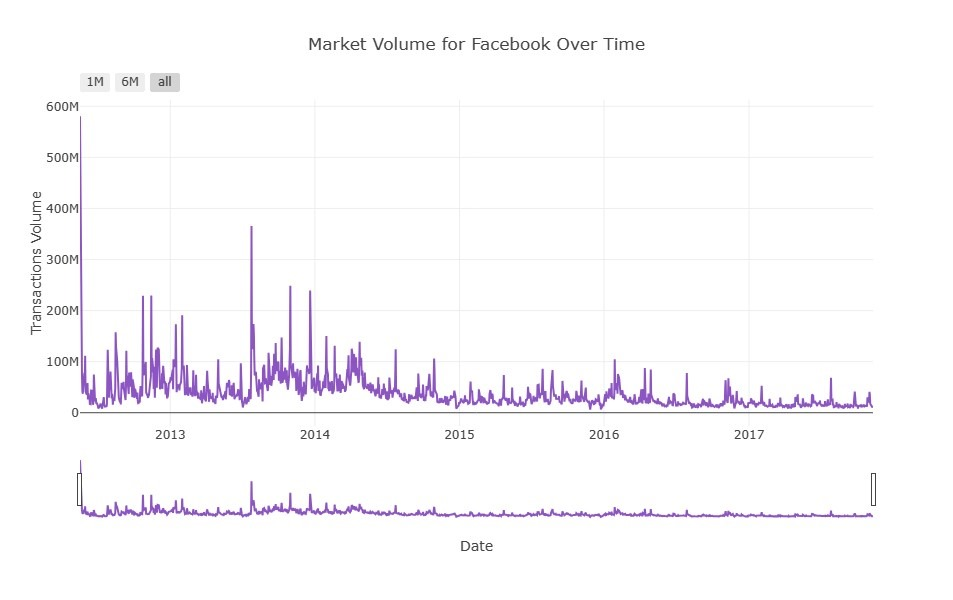 Market Volume for Facebook Over Time
1M 6M all
600M
500M
400M
300M
200M
100M
0
Transactions Volume
2013 2014 2015 2016 2017
Date